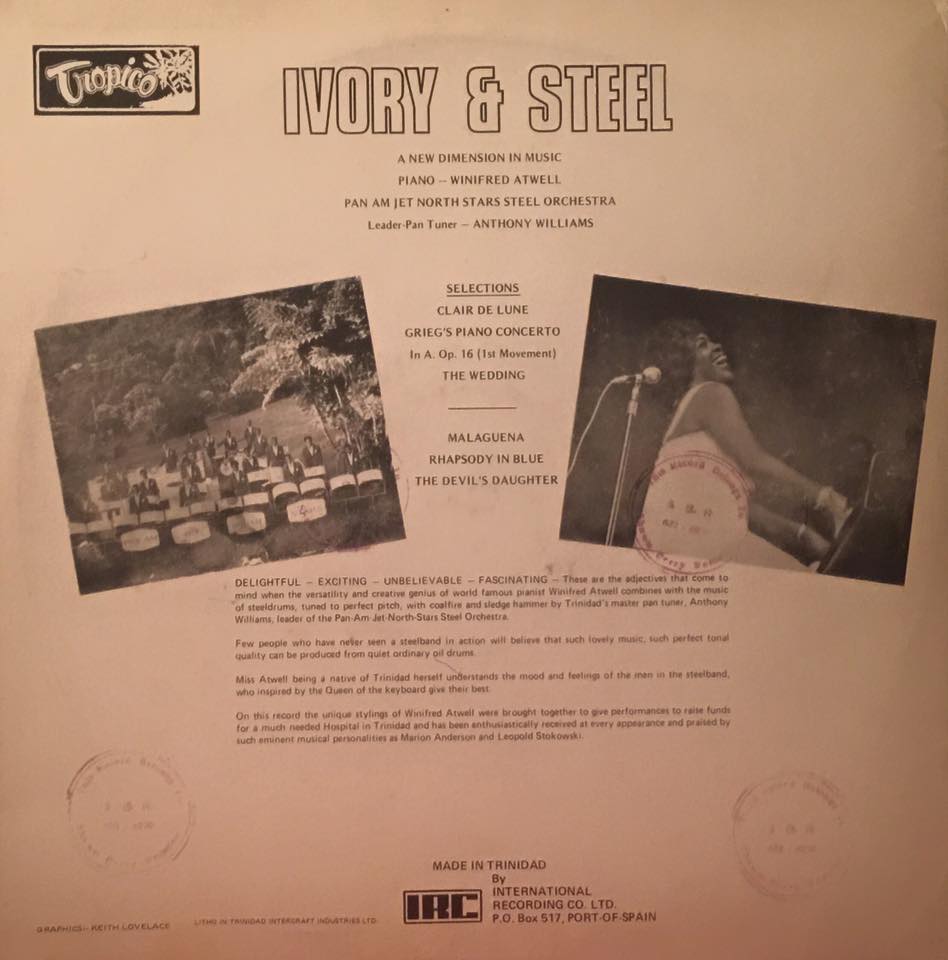 Tropico
IVORY & STEEL
A NEW DIMENSION IN MUSIC
PIANO – WINIFRED ATWELL
PAN AM JET NORTH STARS STEEL ORCHESTRA
Leader-Pan Tuner – ANTHONY WILLIAMS
SELECTIONS
CLAIR DE LUNE
GRIEG'S PIANO CONCERTO
In A. Op. 16 (1st Movement)
THE WEDDING
MALAGUENA
RHAPSODY IN BLUE
THE DEVIL'S DAUGHTER
This Record Belongs To
DELIGHTFUL – EXCITING – UNBELIEVABLE – FASCINATING – These are the adjectives that come to
mind when the versatility and creative genius of world famous pianist Winifred Atwell combines with the music
of steeldrums, tuned to perfect pitch, with coalfire and sledge hammer by Trinidad's master pan tuner, Anthony
Williams, leader of the Pan-Am-Jet-North-Stars Steel Orchestra.
Few people who have never seen a steelband in action will believe that such lovely music, such perfect tonal
quality can be produced from quiet ordinary oil drums.
Miss Atwell being a native of Trinidad herself understands the mood and feelings of the men in the steelband,
who inspired by the Queen of the keyboard give their best.
On this record the unique stylings of Winifred Atwell were brought together to give performances to raise funds
for a much needed Hospital in Trinidad and has been enthusiastically received at every appearance and praised by
such eminent musical personalities as Marion Anderson and Leopold Stokowski.
MADE IN TRINIDAD
By
IRC
INTERNATIONAL
RECORDING CO. LTD.
P.O. Box 517, PORT-OF-SPAIN
GRAPHICS:- KEITH LOVELACE
LITHO IN TRINIDAD INTERCRAFT INDUSTRIES LTD.